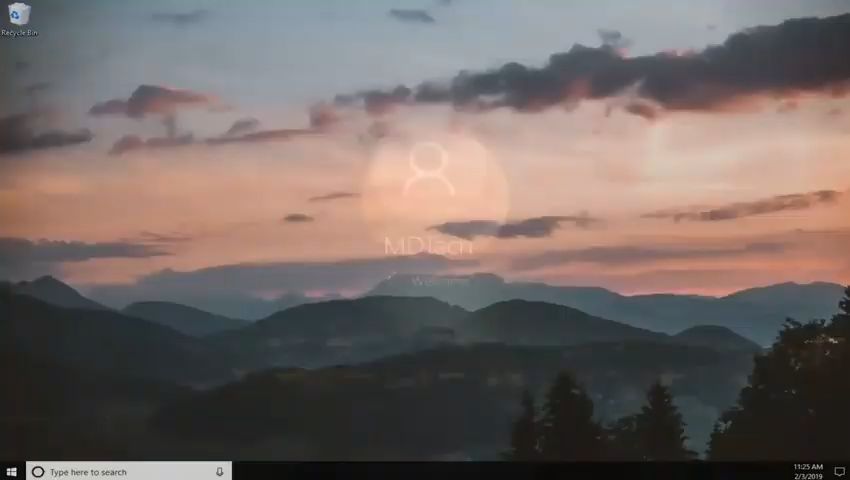 Recycle Bin
MDTech
Welcome
Type here to search
11:25 AM
2/3/2019